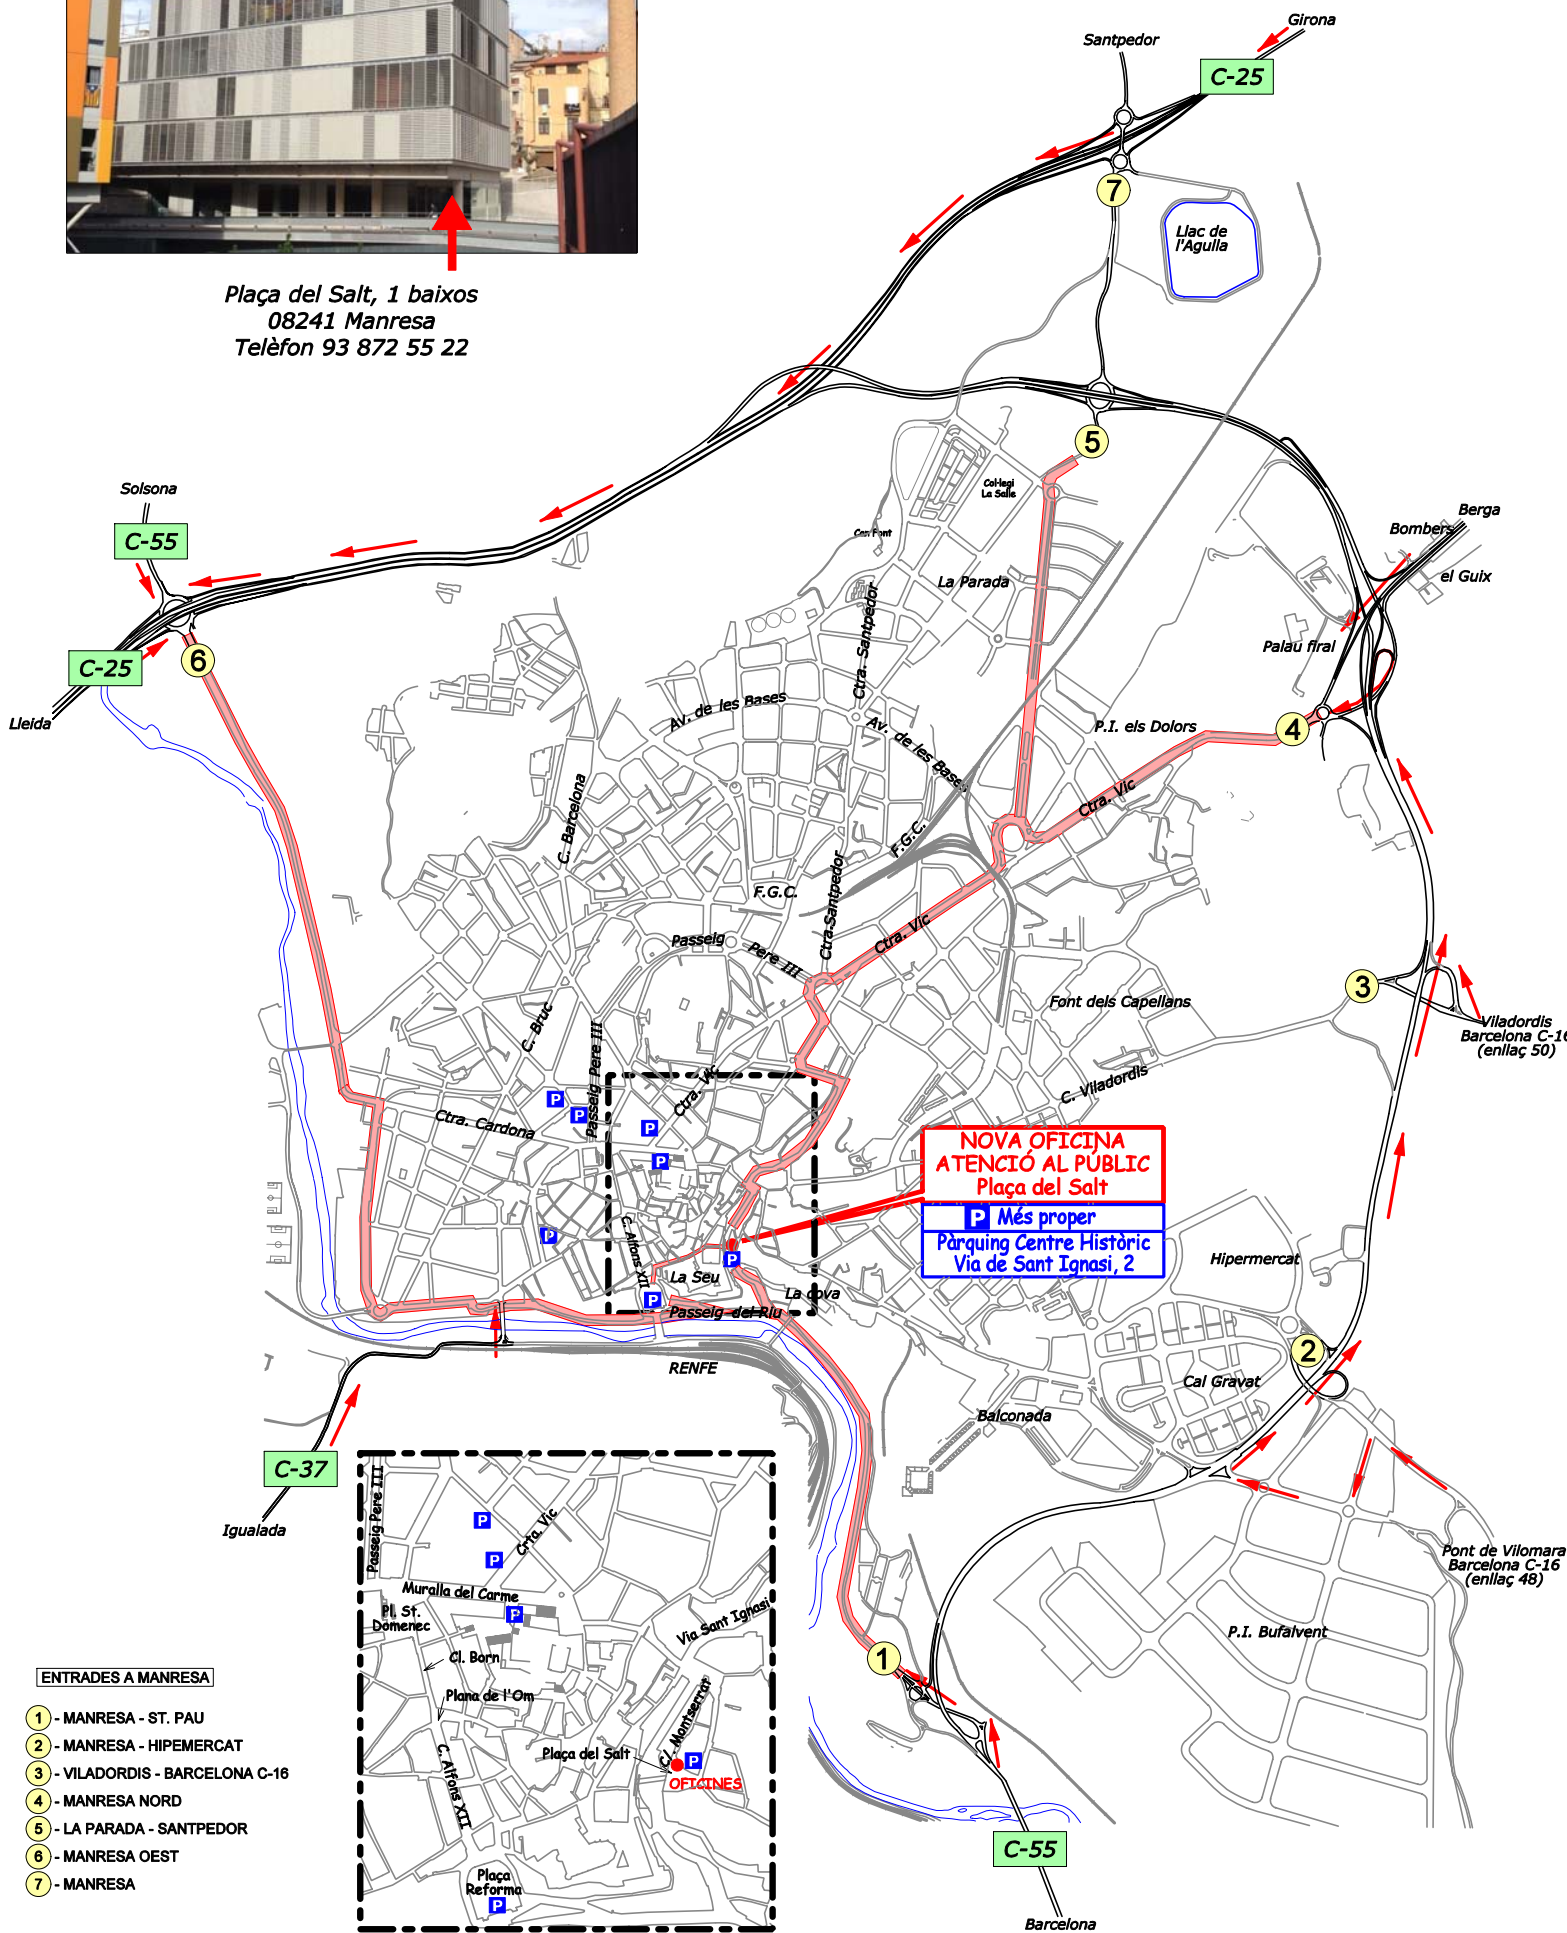 Plaça del Salt, 1 baixos
08241 Manresa
Telèfon 93 872 55 22
Girona
Santpedor
C-25
7
Llac de
l'Agulla
5
Solsona
C-55
Col·legi
La Salle
Can Font
Berga
Bombers
el Guix
La Parada
Ctra. Santpedor
Palau firal
C-25
6
Lleida
Av. de les Bases
Av. de les Bases
P.I. els Dolors
4
Ctra. Vic
C. Barcelona
F.G.C.
F.G.C.
Ctra.Santpedor
Ctra. Vic
Passeig
Pere III
3
Font dels Capellans
Viladordis
Barcelona C-16
(enllaç 50)
C. Bruc
Passeig Pere III
Ctra. Vic
C. Viladordis
Ctra. Cardona
P
P
P
P
NOVA OFICINA
ATENCIÓ AL PÚBLIC
Plaça del Salt
P Més proper
Pàrquing Centre Històric
Via de Sant Ignasi, 2
C. Alfons XII
P
P
Hipermercat
La Seu
La cova
P
Passeig del Riu
2
RENFE
Cal Gravat
Balconada
C-37
Igualada
Pont de Vilomara
Barcelona C-16
(enllaç 48)
P.I. Bufalvent
1
C-55
Barcelona
Passeig Pere III
P
Crta. Vic
P
Muralla del Carme
P
Pl. St.
Domenec
Via Sant Ignasi
Cl. Born
Plana de l'Om
C/. Montserrat
Plaça del Salt
P
OFICINES
C. Alfons XII
Plaça
Reforma
P
ENTRADES A MANRESA
1 - MANRESA - ST. PAU
2 - MANRESA - HIPEMERCAT
3 - VILADORDIS - BARCELONA C-16
4 - MANRESA NORD
5 - LA PARADA - SANTPEDOR
6 - MANRESA OEST
7 - MANRESA